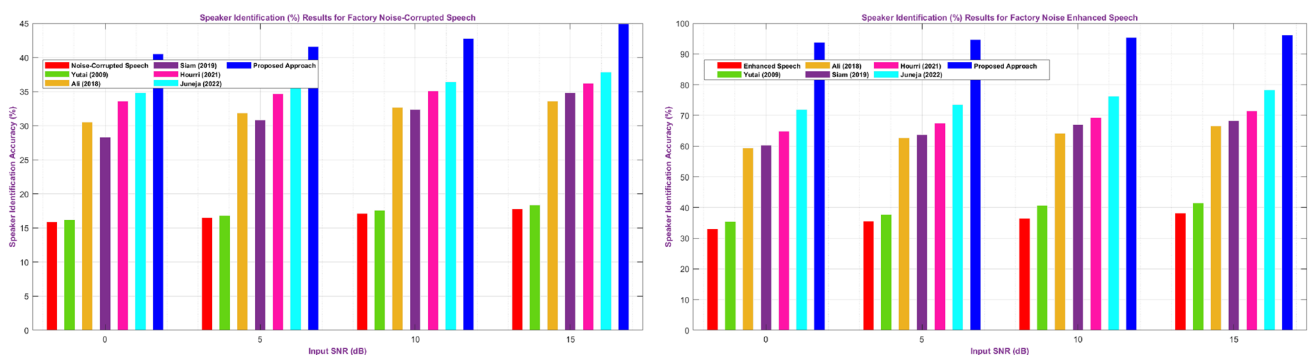 Speaker Identification (%) Results for Factory Noise-Corrupted Speech
45
40
35
30
25
20
15
10
5
0
Speaker Identification Accuracy (%)
Noise-Corrupted Speech
Yutai (2009)
Ali (2018)
Siam (2019)
Hourri (2021)
Juneja (2022)
Proposed Approach
0
5
10
15
Input SNR (dB)
Speaker Identification (%) Results for Factory Noise Enhanced Speech
100
90
80
70
60
50
40
30
20
10
0
Speaker Identification Accuracy (%)
Enhanced Speech
Yutai (2009)
Ali (2018)
Siam (2019)
Hourri (2021)
Juneja (2022)
Proposed Approach
0
5
10
15
Input SNR (dB)